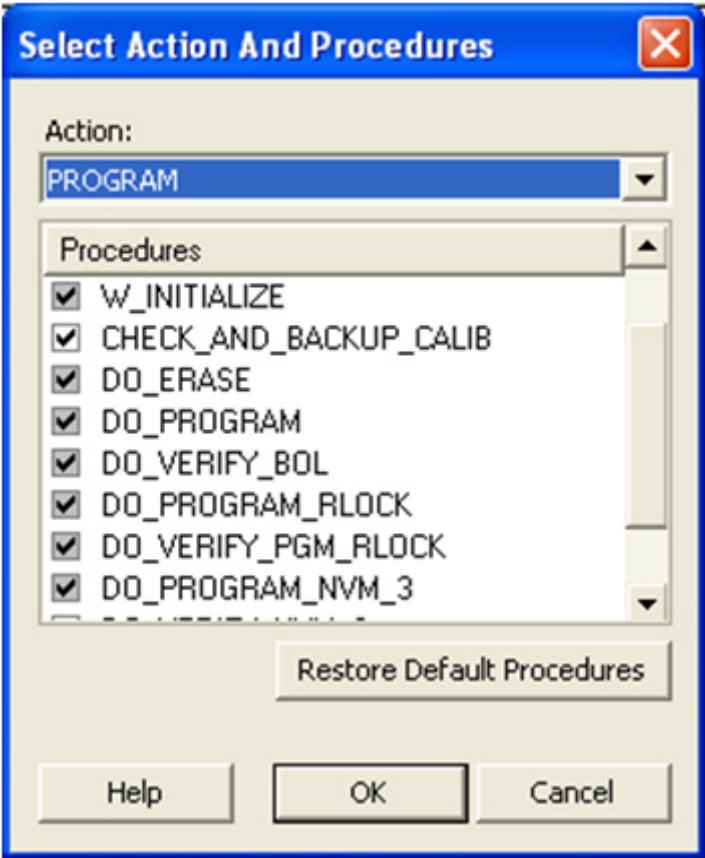 Select Action And Procedures
Action:
PROGRAM
Procedures
W_INITIALIZE
CHECK_AND_BACKUP_CALIB
DO_ERASE
DO_PROGRAM
DO_VERIFY_BOL
DO_PROGRAM_RLOCK
DO_VERIFY_PGM_RLOCK
DO_PROGRAM_NVM_3
Restore Default Procedures
Help
OK
Cancel